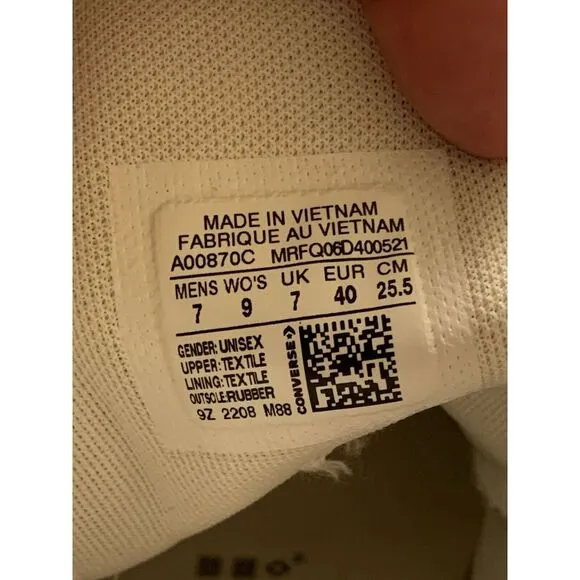 MADE IN VIETNAM
FABRIQUE AU VIETNAM
A00870C MRFQ06D400521
MENS WO'S UK EUR CM
7 9 7 40 25.5
GENDER: UNISEX
UPPER: TEXTILE
LINING: TEXTILE
OUTSOLE:RUBBER
9Z 2208 M88
CONVERSE